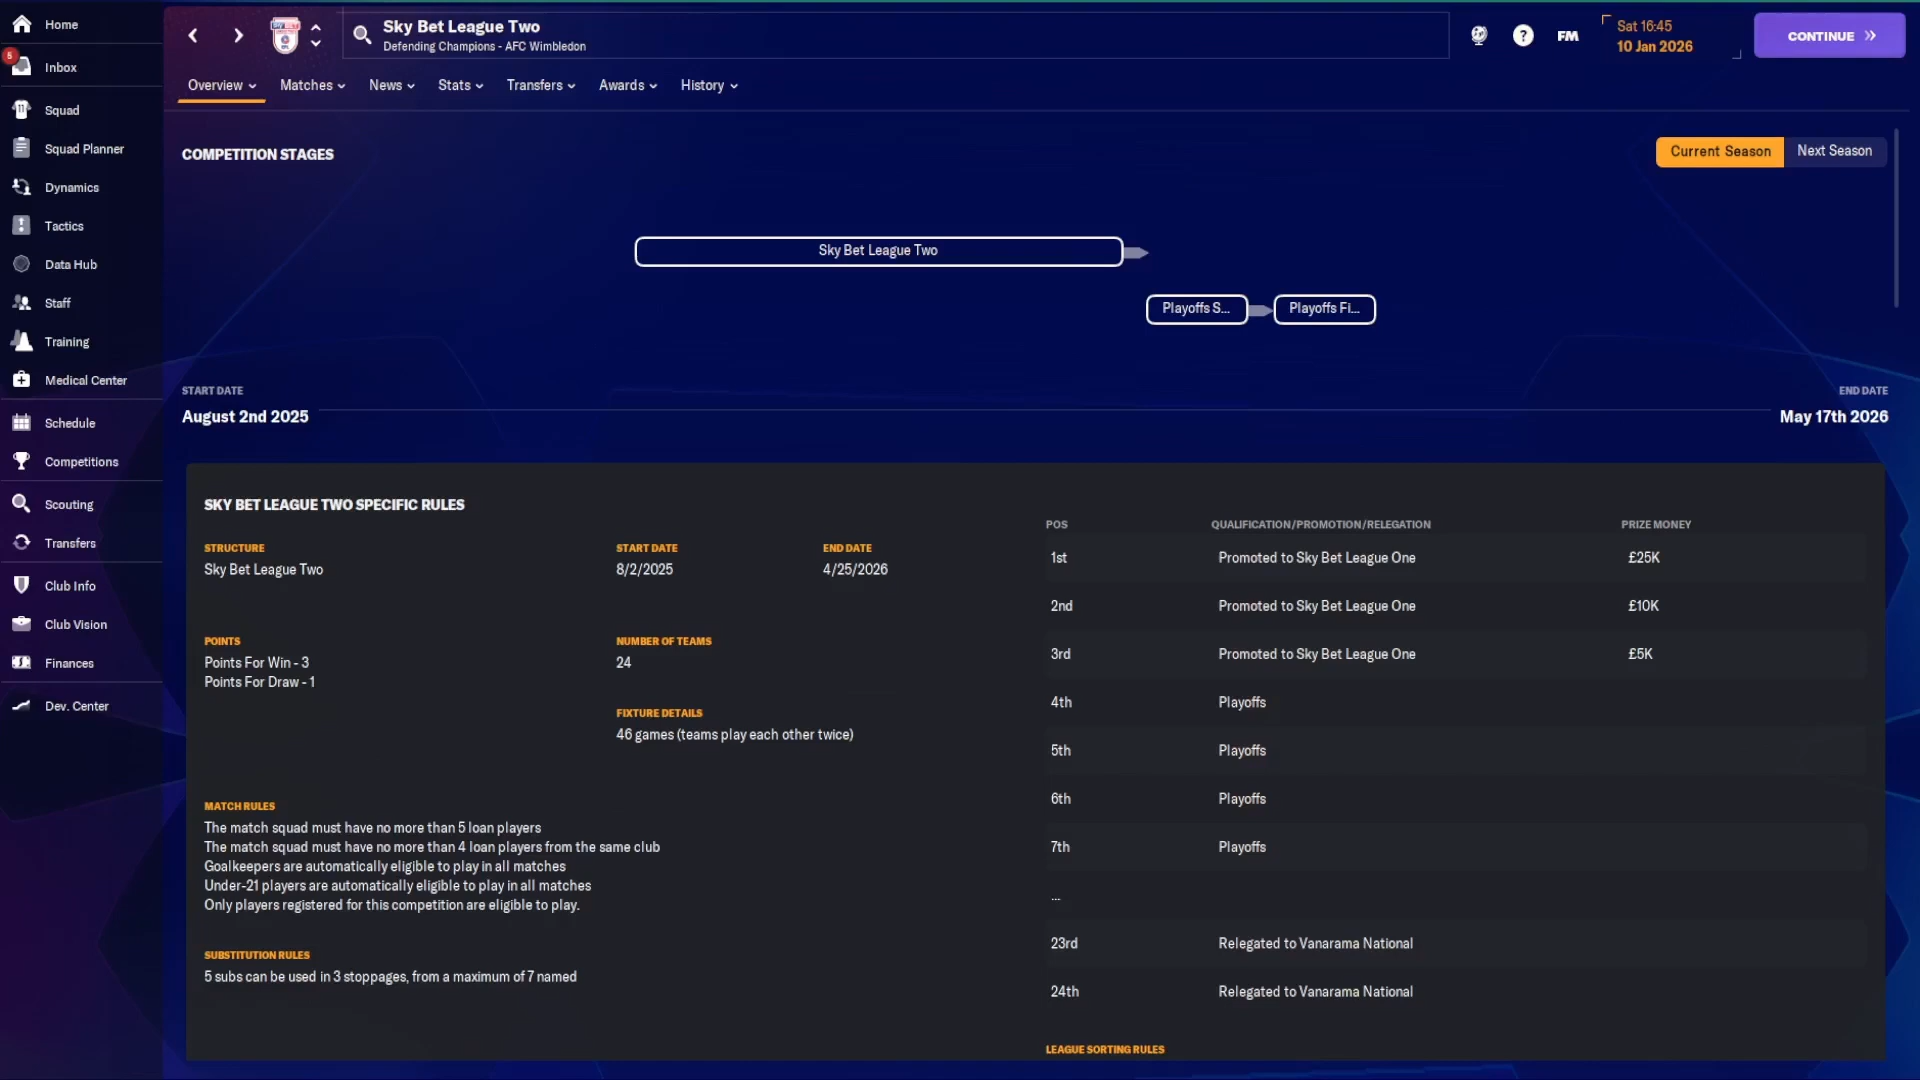 Home
5
Inbox
Squad
Squad Planner
Dynamics
Tactics
Data Hub
Staff
Training
Medical Center
Schedule
Competitions
Scouting
Transfers
Club Info
Club Vision
Finances
Dev. Center
Sky Bet League Two
Defending Champions - AFC Wimbledon
FM
Sat 16:45
10 Jan 2026
CONTINUE
Overview
Matches
News
Stats
Transfers
Awards
History
COMPETITION STAGES
Current Season
Next Season
Sky Bet League Two
Playoffs S...
Playoffs Fi...
START DATE
August 2nd 2025
END DATE
May 17th 2026
SKY BET LEAGUE TWO SPECIFIC RULES
STRUCTURE
Sky Bet League Two
START DATE
8/2/2025
END DATE
4/25/2026
POINTS
Points For Win - 3
Points For Draw - 1
NUMBER OF TEAMS
24
FIXTURE DETAILS
46 games (teams play each other twice)
MATCH RULES
The match squad must have no more than 5 loan players
The match squad must have no more than 4 loan players from the same club
Goalkeepers are automatically eligible to play in all matches
Under-21 players are automatically eligible to play in all matches
Only players registered for this competition are eligible to play.
SUBSTITUTION RULES
5 subs can be used in 3 stoppages, from a maximum of 7 named
POS QUALIFICATION/PROMOTION/RELEGATION PRIZE MONEY
1st Promoted to Sky Bet League One £25K
2nd Promoted to Sky Bet League One £10K
3rd Promoted to Sky Bet League One £5K
4th Playoffs
5th Playoffs
6th Playoffs
7th Playoffs
...
23rd Relegated to Vanarama National
24th Relegated to Vanarama National
LEAGUE SORTING RULES